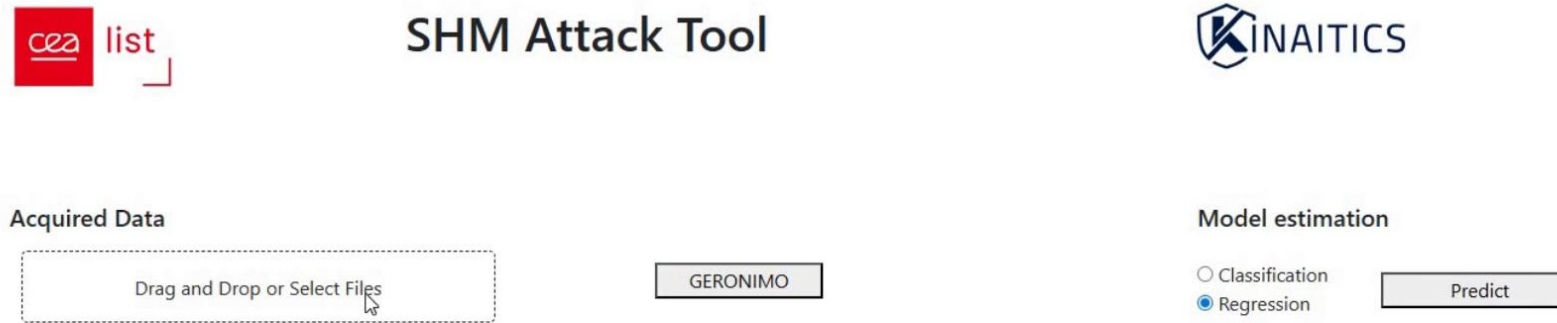 cea list
SHM Attack Tool
KINAITICS
Acquired Data
Drag and Drop or Select Files
GERONIMO
Model estimation
Classification
Regression
Predict